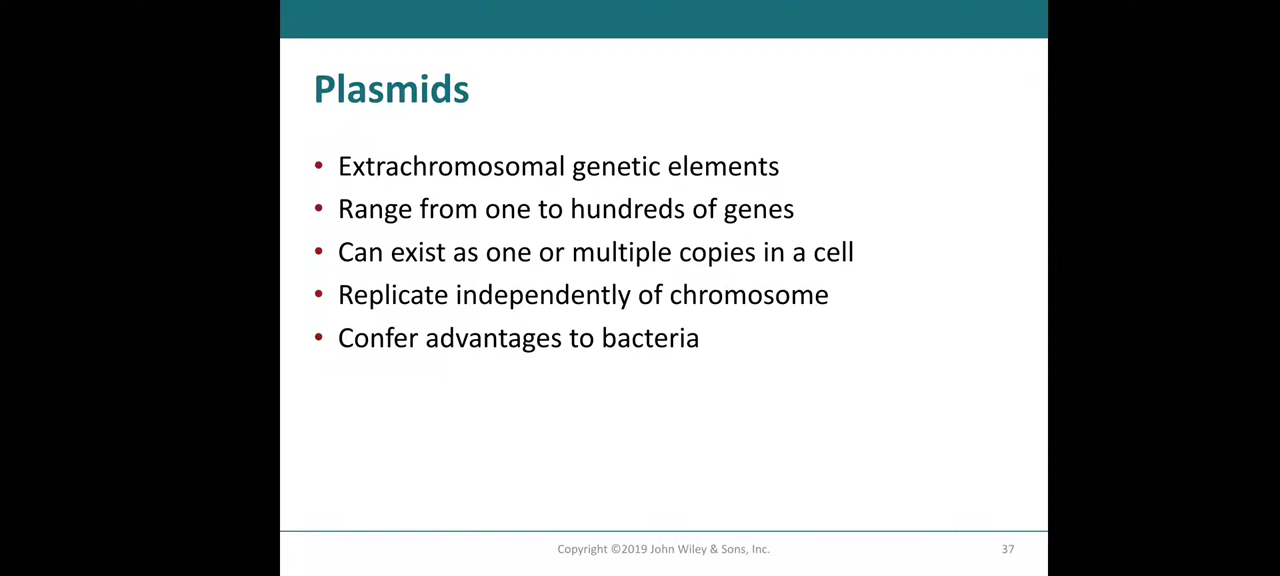 Plasmids
• Extrachromosomal genetic elements
• Range from one to hundreds of genes
• Can exist as one or multiple copies in a cell
• Replicate independently of chromosome
• Confer advantages to bacteria
Copyright ©2019 John Wiley & Sons, Inc.
37